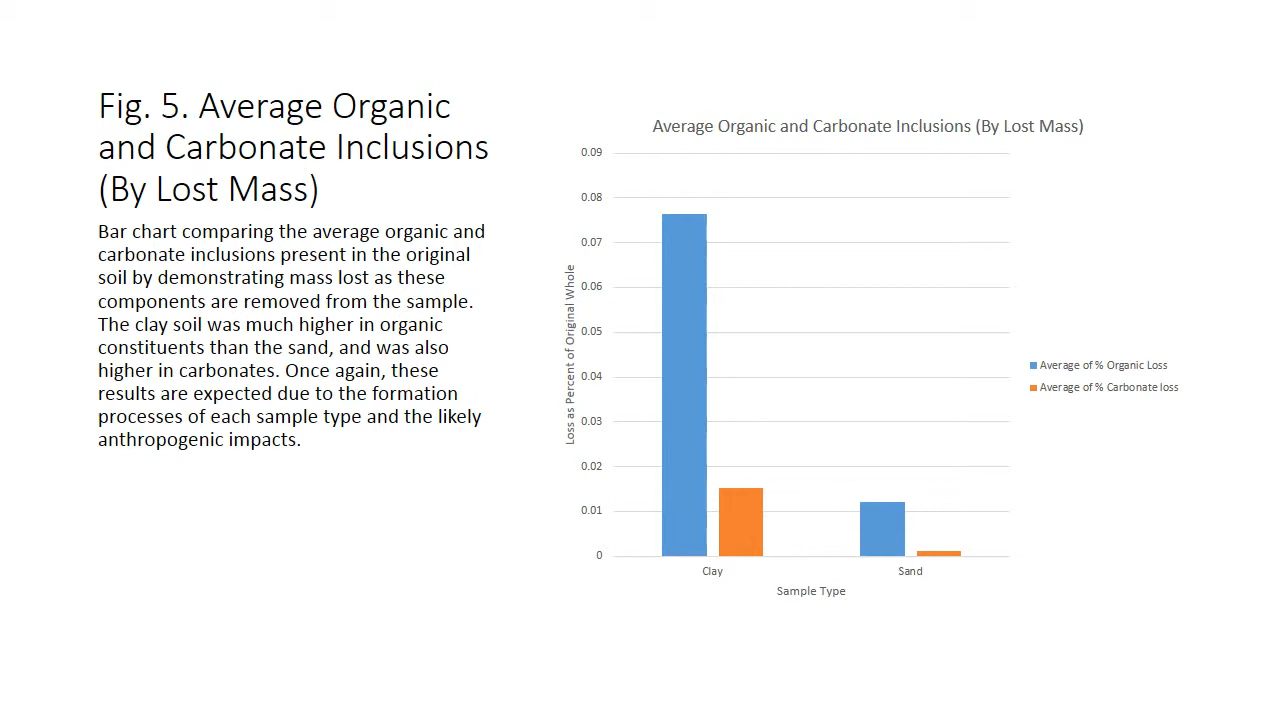 Fig. 5. Average Organic
and Carbonate Inclusions
(By Lost Mass)
Bar chart comparing the average organic and
carbonate inclusions present in the original
soil by demonstrating mass lost as these
components are removed from the sample.
The clay soil was much higher in organic
constituents than the sand, and was also
higher in carbonates. Once again, these
results are expected due to the formation
processes of each sample type and the likely
anthropogenic impacts.
Average Organic and Carbonate Inclusions (By Lost Mass)
Loss as Percent of Original Whole
0.09
0.08
0.07
0.06
0.05
0.04
0.03
0.02
0.01
0
Clay
Sand
Sample Type
Average of % Organic Loss
Average of % Carbonate loss